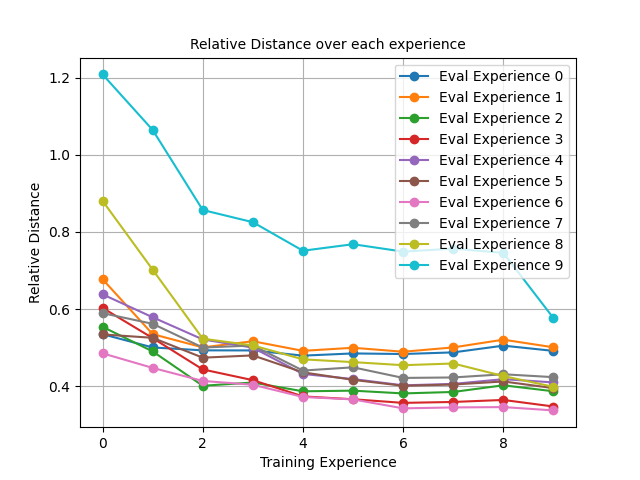 Relative Distance over each experience
Relative Distance
1.2
1.0
0.8
0.6
0.4
Eval Experience 0
Eval Experience 1
Eval Experience 2
Eval Experience 3
Eval Experience 4
Eval Experience 5
Eval Experience 6
Eval Experience 7
Eval Experience 8
Eval Experience 9
0 2 4 6 8
Training Experience